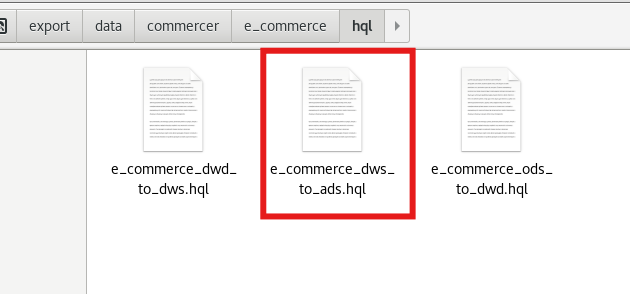 export data commercer e_commerce hql
e_commerce_dwd_ e_commerce_dws_ e_commerce_ods_
to_dws.hql to_ads.hql to_dwd.hql